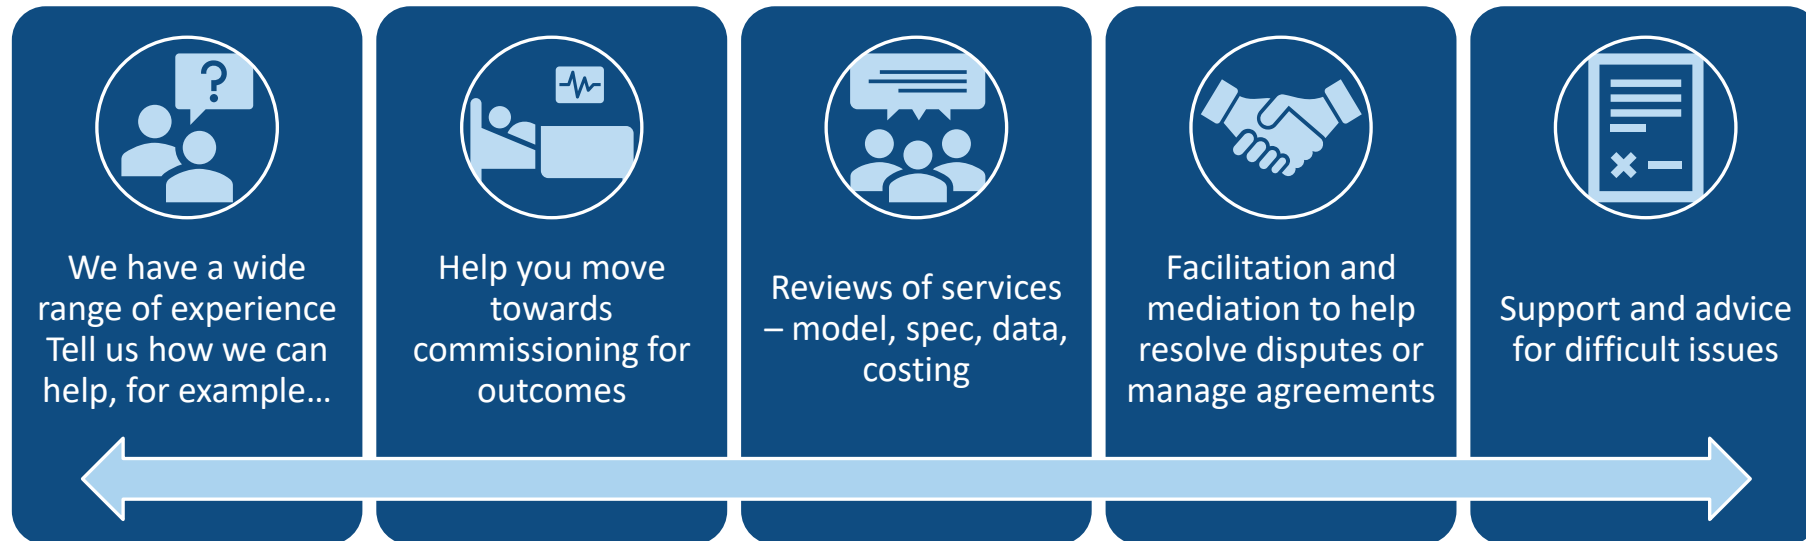 ?
We have a wide
range of experience
Tell us how we can
help, for example…
Help you move
towards
commissioning for
outcomes
Reviews of services
– model, spec, data,
costing
Facilitation and
mediation to help
resolve disputes or
manage agreements
Support and advice
for difficult issues